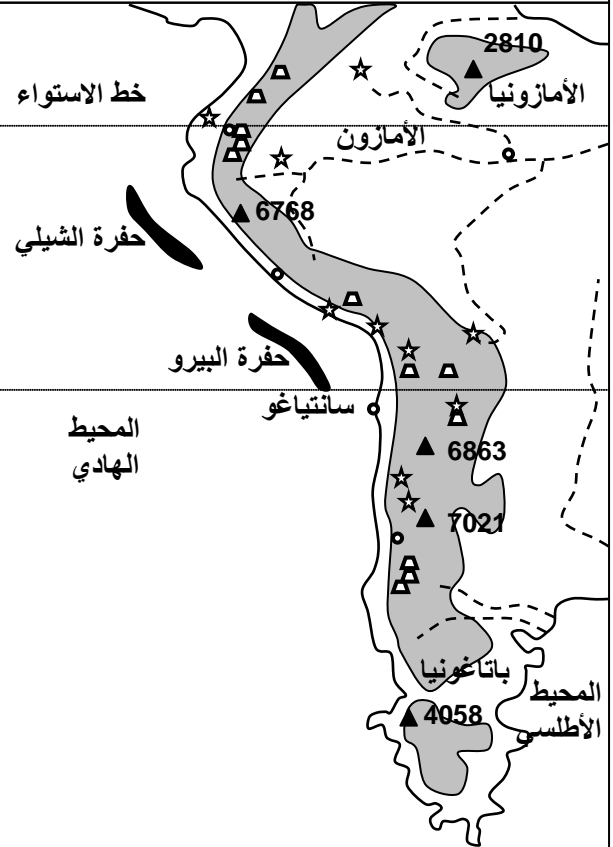 2810
الأمازونيا
خط الاستواء
الأمازون
6768
حفرة الشيلي
حفرة البيرو
سانتياغو
المحيط
الهادي
6863
7021
باتاغونيا
المحيط
الأطلسي
4058